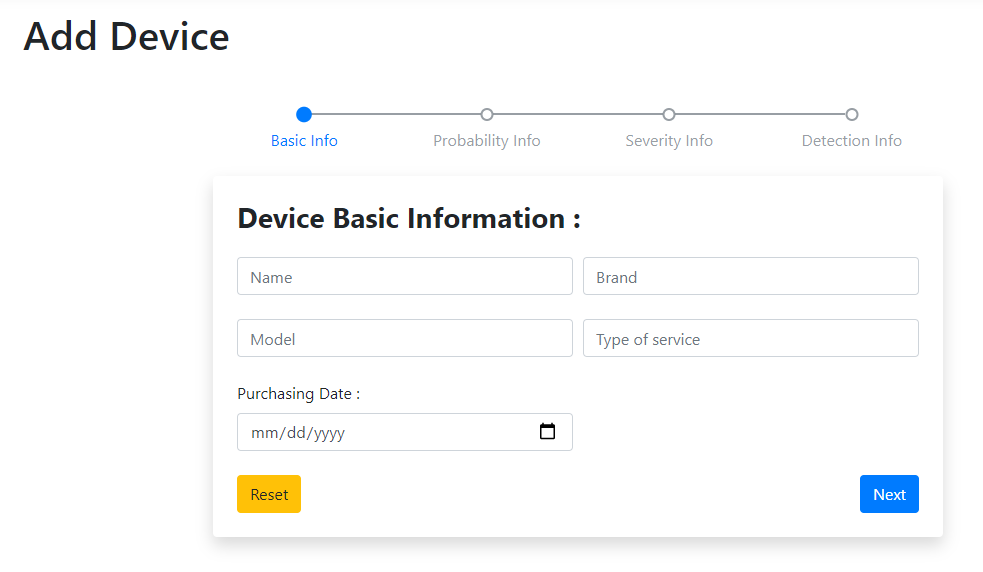 Add Device
Basic Info Probability Info Severity Info Detection Info
Device Basic Information :
Name Brand
Model Type of service
Purchasing Date :
mm/dd/yyyy
Reset Next